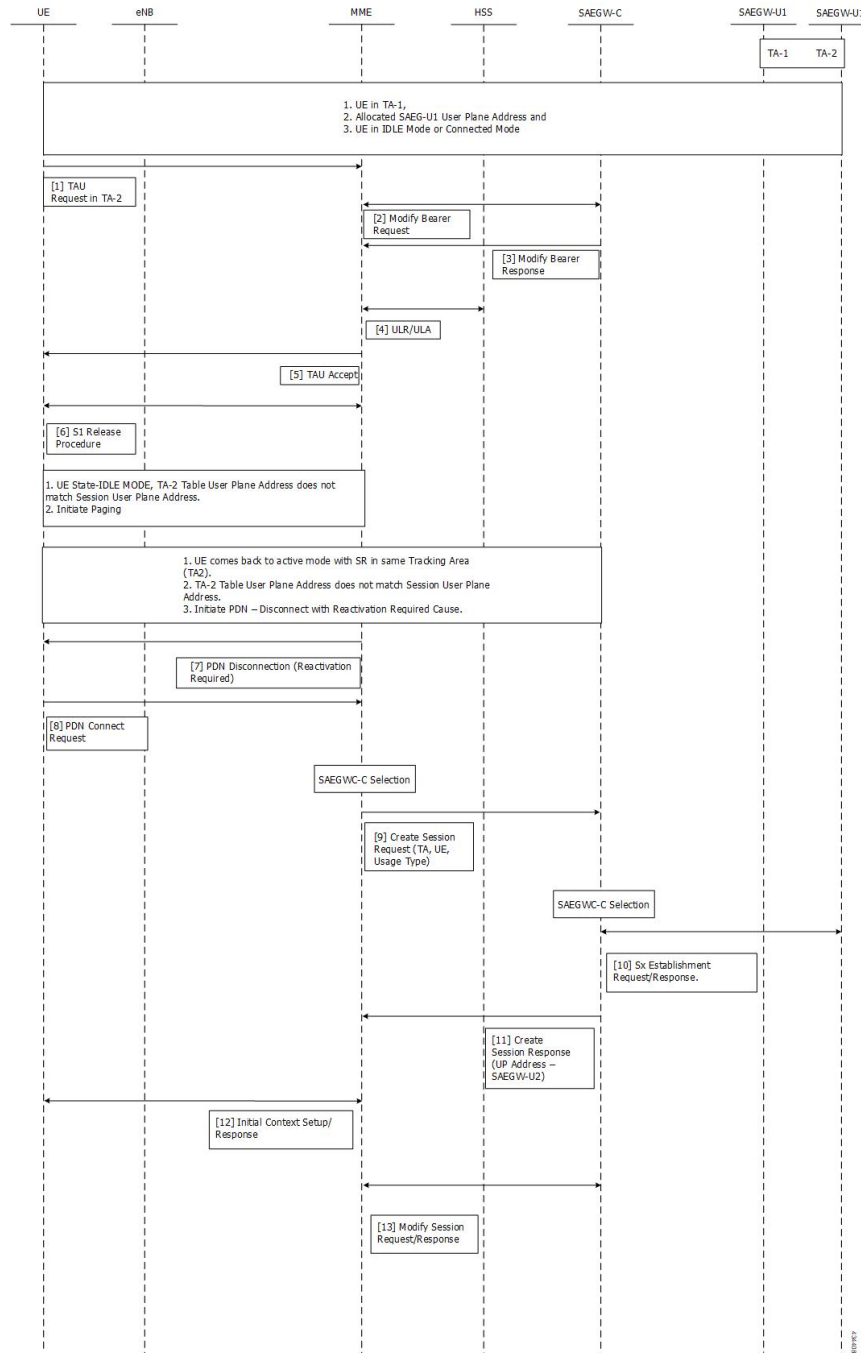 UE eNB MME HSS SAEGW-C SAEGW-U1 SAEGW-U1
TA-1 TA-2
1. UE in TA-1,
2. Allocated SAEG-U1 User Plane Address and
3. UE in IDLE Mode or Connected Mode
[1] TAU
Request in TA-2
[2] Modify Bearer
Request
[3] Modify Bearer
Response
[4] ULR/ULA
[5] TAU Accept
[6] S1 Release
Procedure
1. UE State-IDLE MODE, TA-2 Table User Plane Address does not
match Session User Plane Address.
2. Initiate Paging
1. UE comes back to active mode with SR in same Tracking Area
(TA2).
2. TA-2 Table User Plane Address does not match Session User Plane
Address.
3. Initiate PDN – Disconnect with Reactivation Required Cause.
[7] PDN Disconnection (Reactivation
Required)
[8] PDN Connect
Request
SAEGWC-C Selection
[9] Create Session
Request (TA, UE,
Usage Type)
SAEGWC-C Selection
[10] Sx Establishment
Request/Response.
[11] Create
Session Response
(UP Address –
SAEGW-U2)
[12] Initial Context Setup/
Response
[13] Modify Session
Request/Response